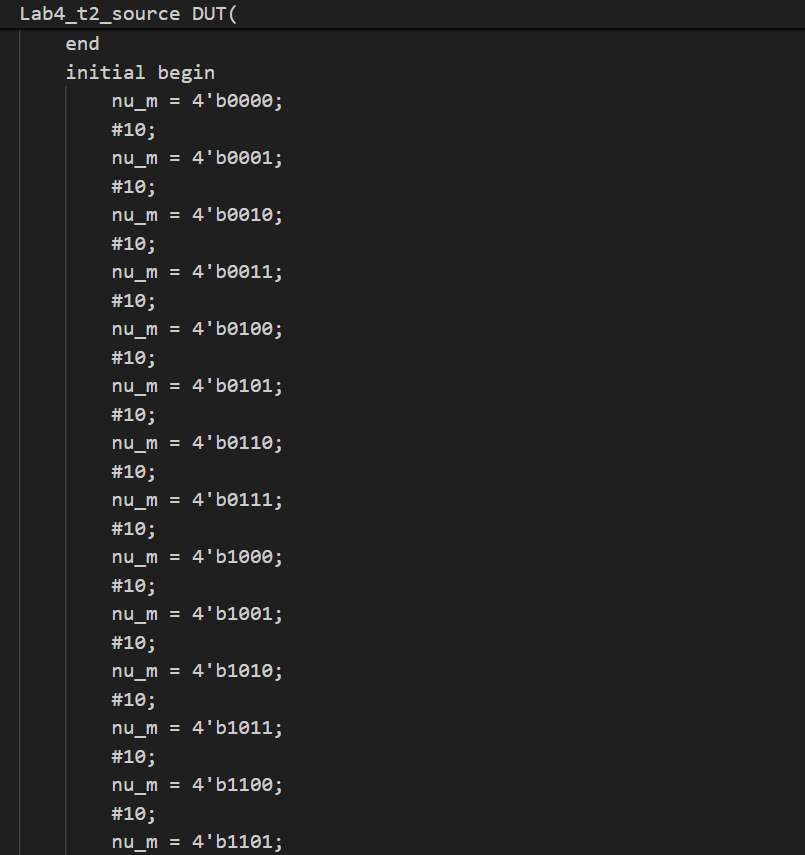 Lab4_t2_source DUT(
end
initial begin
nu_m = 4'b0000;
#10;
nu_m = 4'b0001;
#10;
nu_m = 4'b0010;
#10;
nu_m = 4'b0011;
#10;
nu_m = 4'b0100;
#10;
nu_m = 4'b0101;
#10;
nu_m = 4'b0110;
#10;
nu_m = 4'b0111;
#10;
nu_m = 4'b1000;
#10;
nu_m = 4'b1001;
#10;
nu_m = 4'b1010;
#10;
nu_m = 4'b1011;
#10;
nu_m = 4'b1100;
#10;
nu_m = 4'b1101;